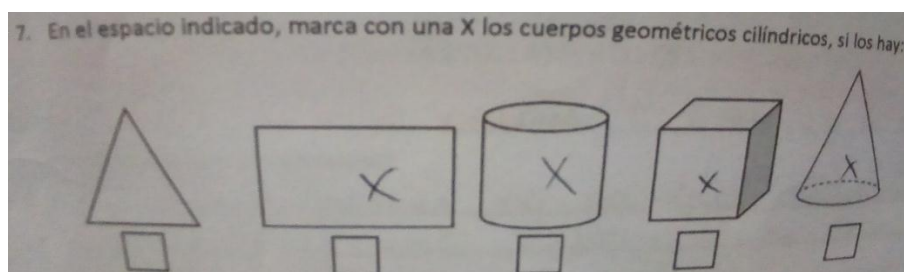 7. En el espacio indicado, marca con una X los cuerpos geométricos cilíndricos, si los hay:
X X X X